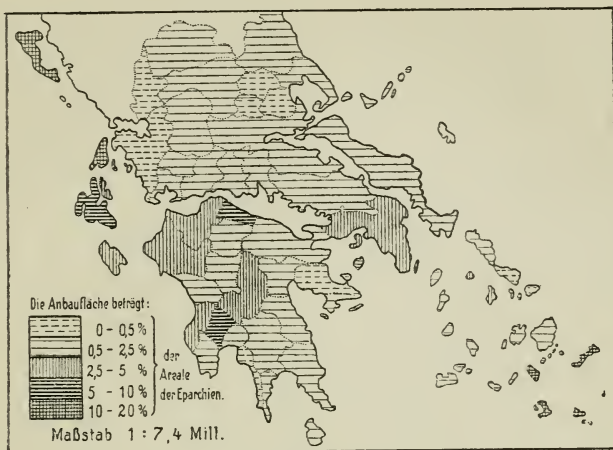 Die Anbaufläche beträgt:
0 - 0,5 %
0,5 - 2,5 %
2,5 - 5 %
5 - 10 %
10 - 20 %
der
Areale
der Eparchien.
Maßstab 1 : 7,4 Mill.